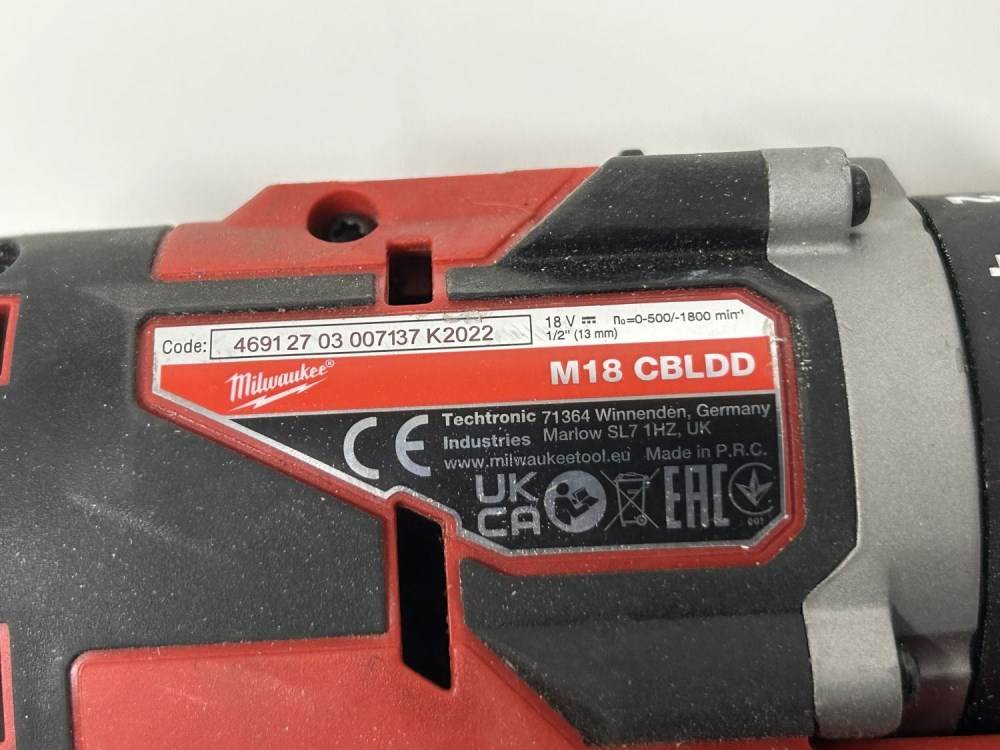 Code: 4691 27 03 007137 K2022
18 V ⎓ n₀=0-500/-1800 min⁻¹
1/2" (13 mm)
Milwaukee®
M18 CBLDD
CE
Techtronic 71364 Winnenden, Germany
Industries Marlow SL7 1HZ, UK
www.milwaukeetool.eu Made in P.R.C.
UK
CA
EAC
001
2